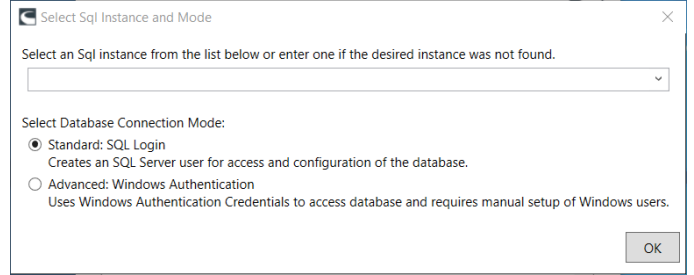 Select Sql Instance and Mode
Select an Sql instance from the list below or enter one if the desired instance was not found.
Select Database Connection Mode:
Standard: SQL Login
Creates an SQL Server user for access and configuration of the database.
Advanced: Windows Authentication
Uses Windows Authentication Credentials to access database and requires manual setup of Windows users.
OK